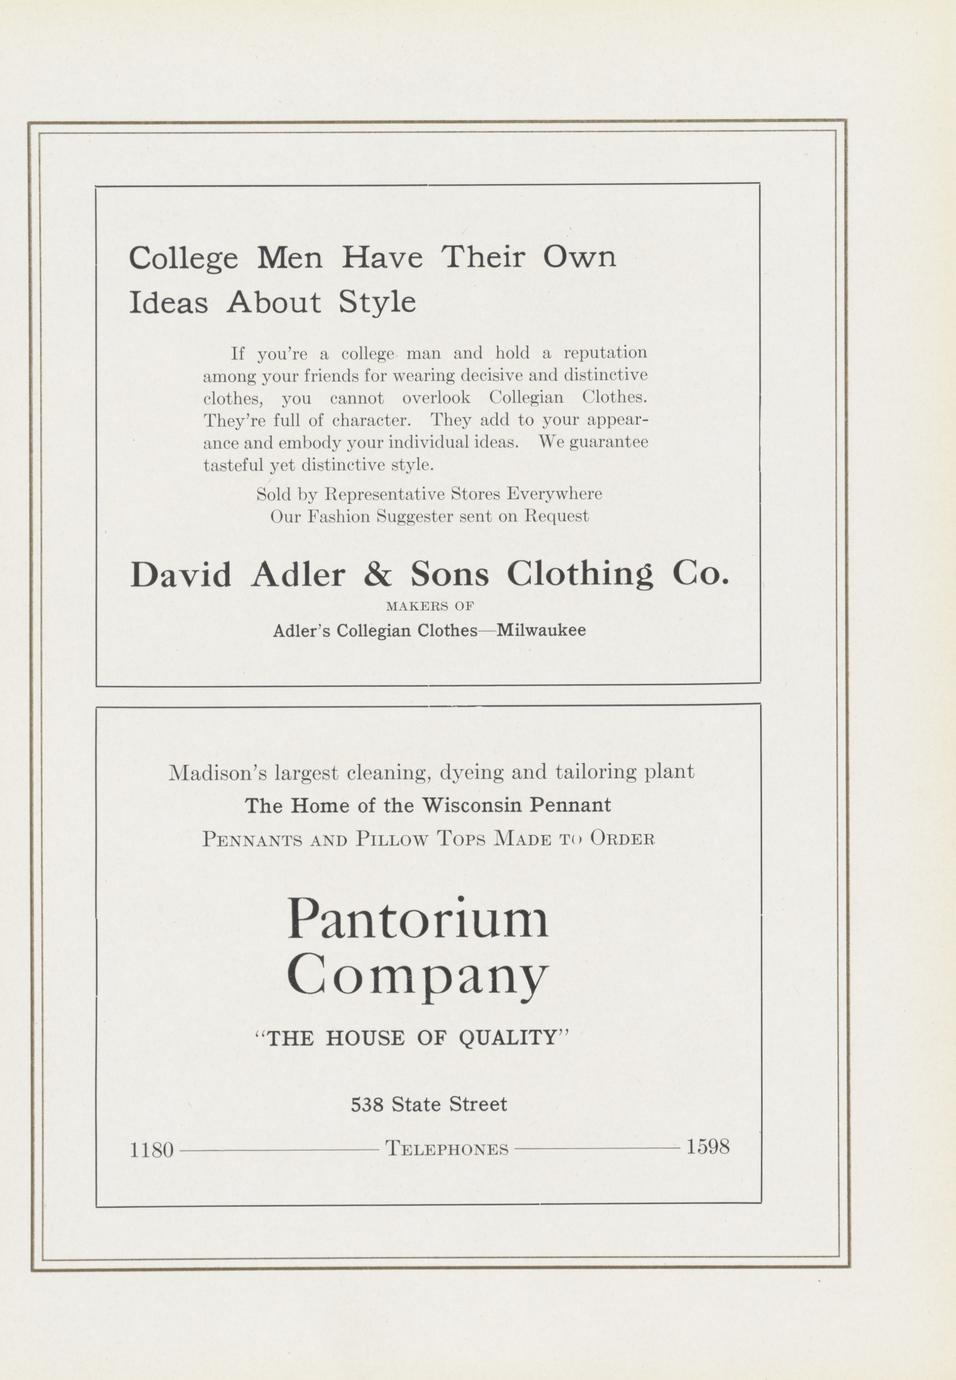 College Men Have Their Own
Ideas About Style
If you're a college man and hold a reputation
among your friends for wearing decisive and distinctive
clothes, you cannot overlook Collegian Clothes.
They're full of character. They add to your appear-
ance and embody your individual ideas. We guarantee
tasteful yet distinctive style.
Sold by Representative Stores Everywhere
Our Fashion Suggester sent on Request
David Adler & Sons Clothing Co.
MAKERS OF
Adler's Collegian Clothes—Milwaukee
Madison's largest cleaning, dyeing and tailoring plant
The Home of the Wisconsin Pennant
PENNANTS AND PILLOW TOPS MADE TO ORDER
Pantorium
Company
"THE HOUSE OF QUALITY"
538 State Street
1180 ——— TELEPHONES ——— 1598